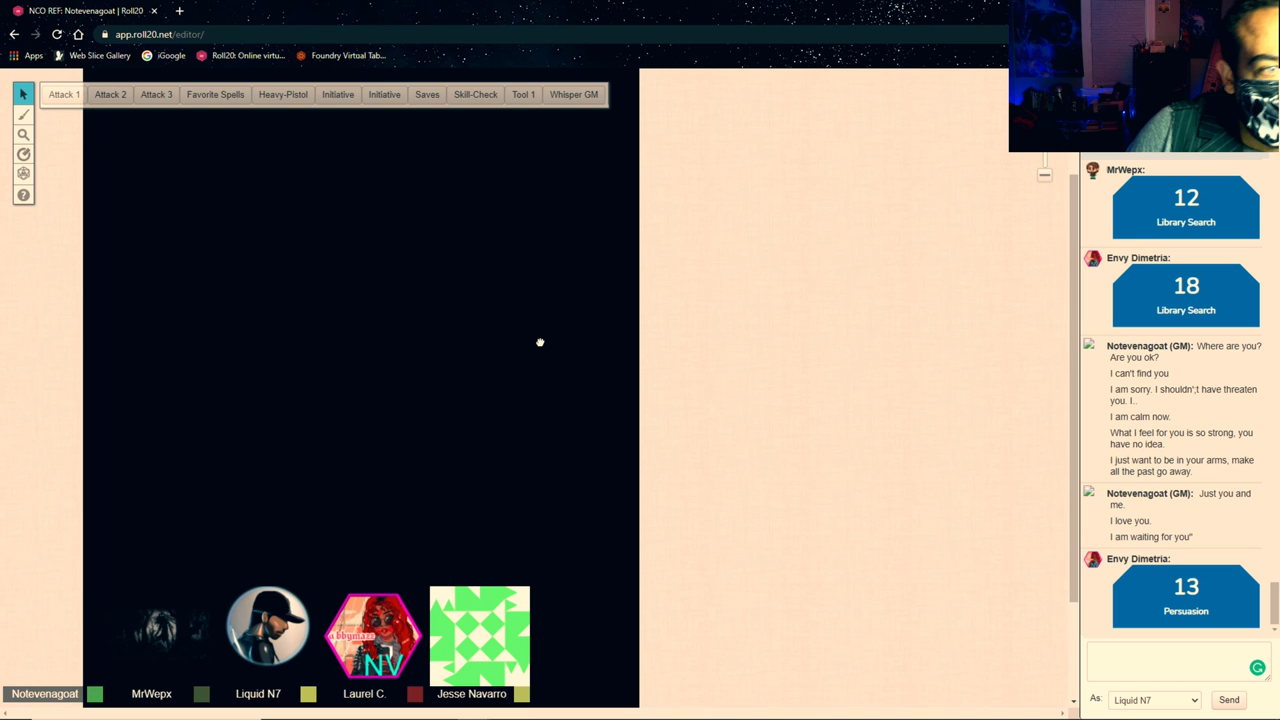 NCO REF: Notevenagoat | Roll20
app.roll20.net/editor/
Apps Web Slice Gallery iGoogle Roll20: Online virtu... Foundry Virtual Tab...
Attack 1 Attack 2 Attack 3 Favorite Spells Heavy-Pistol Initiative Initiative Saves Skill-Check Tool 1 Whisper GM
MrWepx:
12
Library Search
Envy Dimetria:
18
Library Search
Notevenagoat (GM): Where are you?
Are you ok?
I can't find you
I am sorry. I shouldn';t have threaten
you. I..
I am calm now.
What I feel for you is so strong, you
have no idea.
I just want to be in your arms, make
all the past go away.
Notevenagoat (GM): Just you and
me.
I love you.
I am waiting for you"
Envy Dimetria:
13
Persuasion
NV
Notevenagoat MrWepx Liquid N7 Laurel C. Jesse Navarro
As: Liquid N7 Send